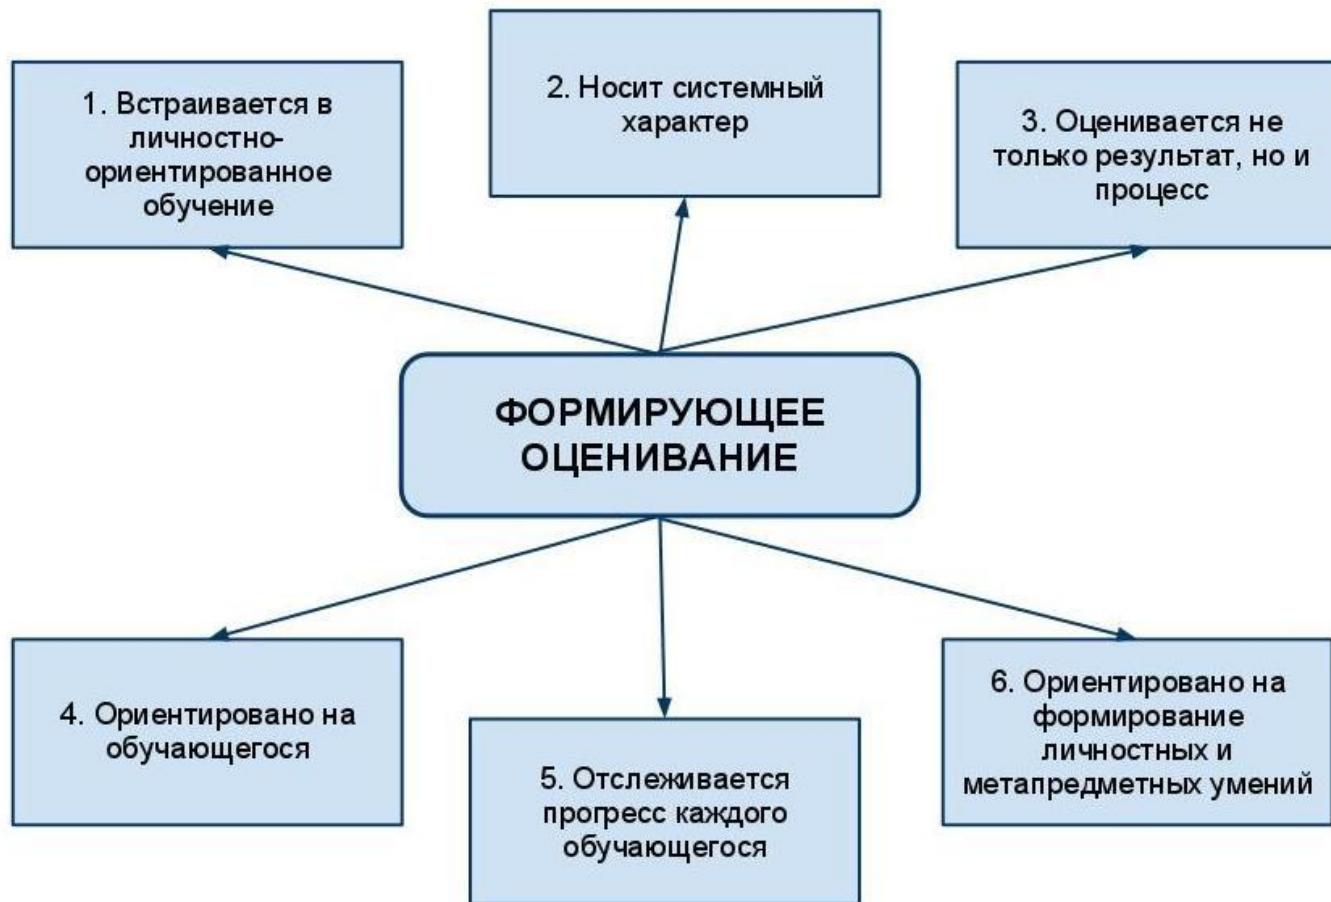 1. Встраивается в
личностно-
ориентированное
обучение
2. Носит системный
характер
3. Оценивается не
только результат, но и
процесс
ФОРМИРУЮЩЕЕ
ОЦЕНИВАНИЕ
4. Ориентировано на
обучающегося
5. Отслеживается
прогресс каждого
обучающегося
6. Ориентировано на
формирование
личностных и
метапредметных умений